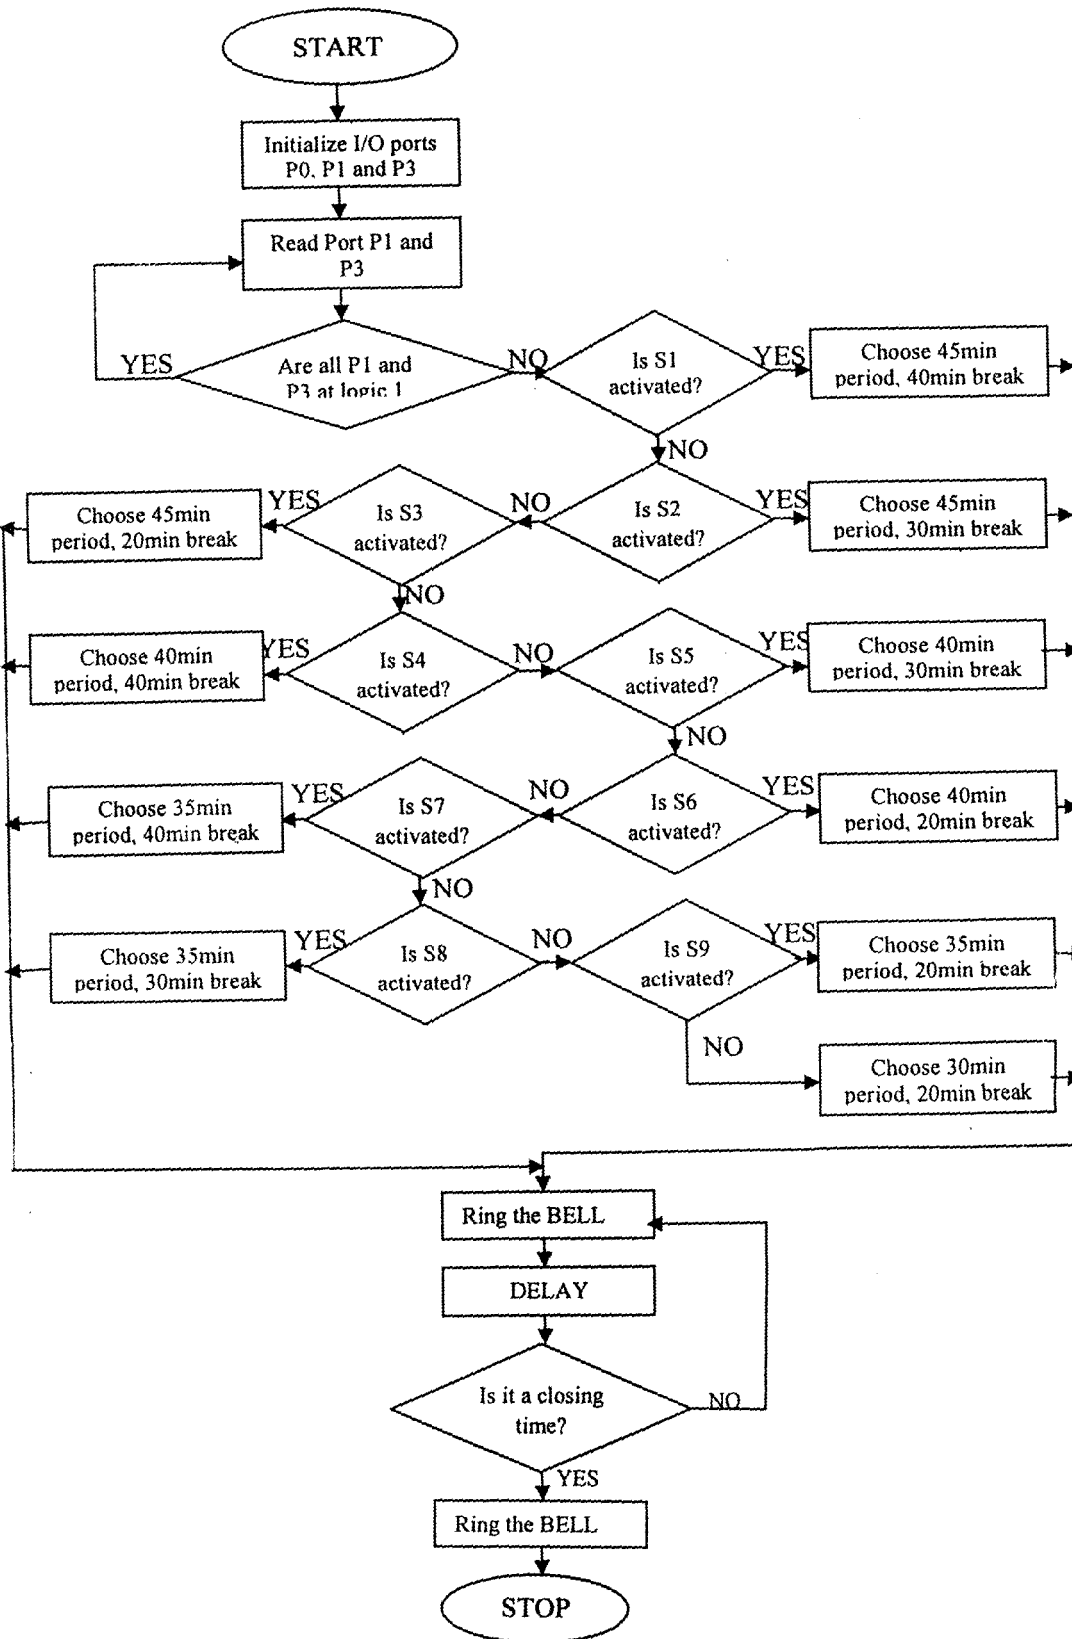 START
Initialize I/O ports
P0, P1 and P3
Read Port P1 and
P3
YES
Are all P1 and
P3 at logic 1
NO
Is S1
activated?
YES
Choose 45min
period, 40min break
NO
Choose 45min
period, 20min break
YES
Is S3
activated?
NO
Is S2
activated?
YES
Choose 45min
period, 30min break
NO
Choose 40min
period, 40min break
YES
Is S4
activated?
NO
Is S5
activated?
YES
Choose 40min
period, 30min break
NO
Choose 35min
period, 40min break
YES
Is S7
activated?
NO
Is S6
activated?
YES
Choose 40min
period, 20min break
NO
Choose 35min
period, 30min break
YES
Is S8
activated?
NO
Is S9
activated?
YES
Choose 35min
period, 20min break
NO
Choose 30min
period, 20min break
Ring the BELL
DELAY
Is it a closing
time?
NO
YES
Ring the BELL
STOP